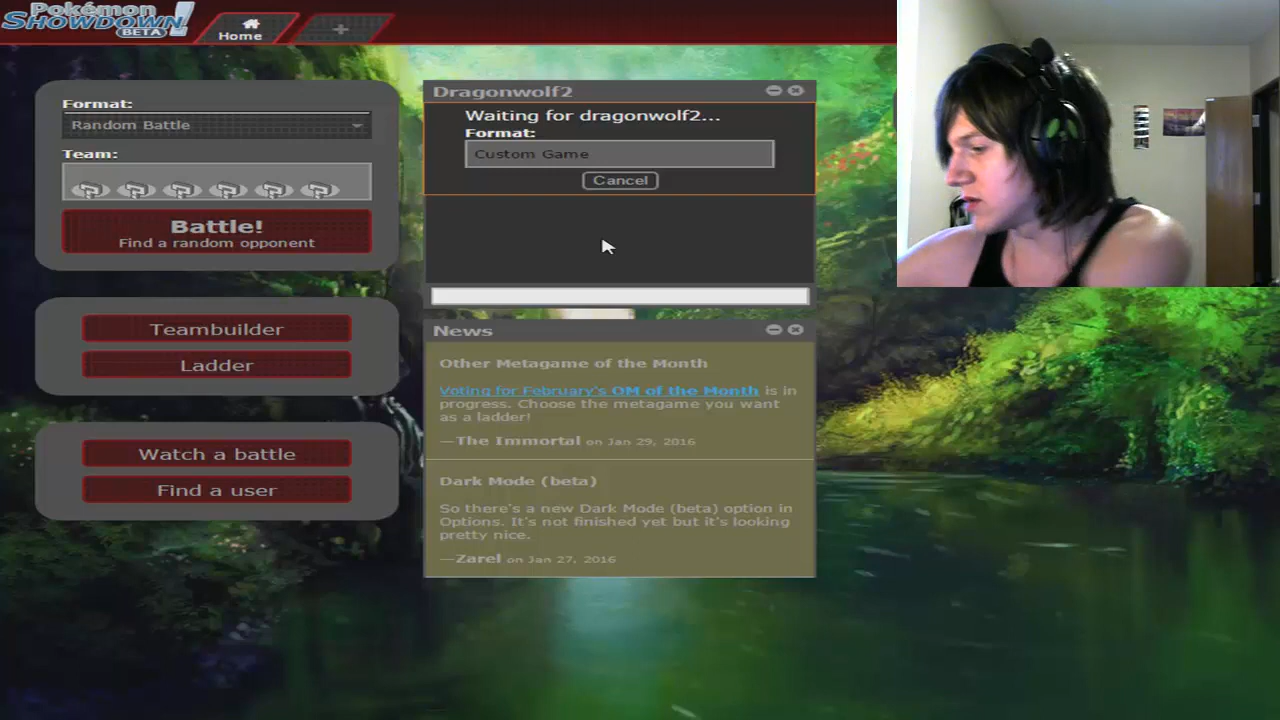 Pokémon
SHOWDOWN!
BETA
Home
Format:
Random Battle
Team:
Battle!
Find a random opponent
Teambuilder
Ladder
Watch a battle
Find a user
Dragonwolf2
Waiting for dragonwolf2...
Format:
Custom Game
Cancel
News
Other Metagame of the Month
Voting for February's OM of the Month is in
progress. Choose the metagame you want
as a ladder!
—The Immortal on Jan 29, 2016
Dark Mode (beta)
So there's a new Dark Mode (beta) option in
Options. It's not finished yet but it's looking
pretty nice.
—Zarel on Jan 27, 2016